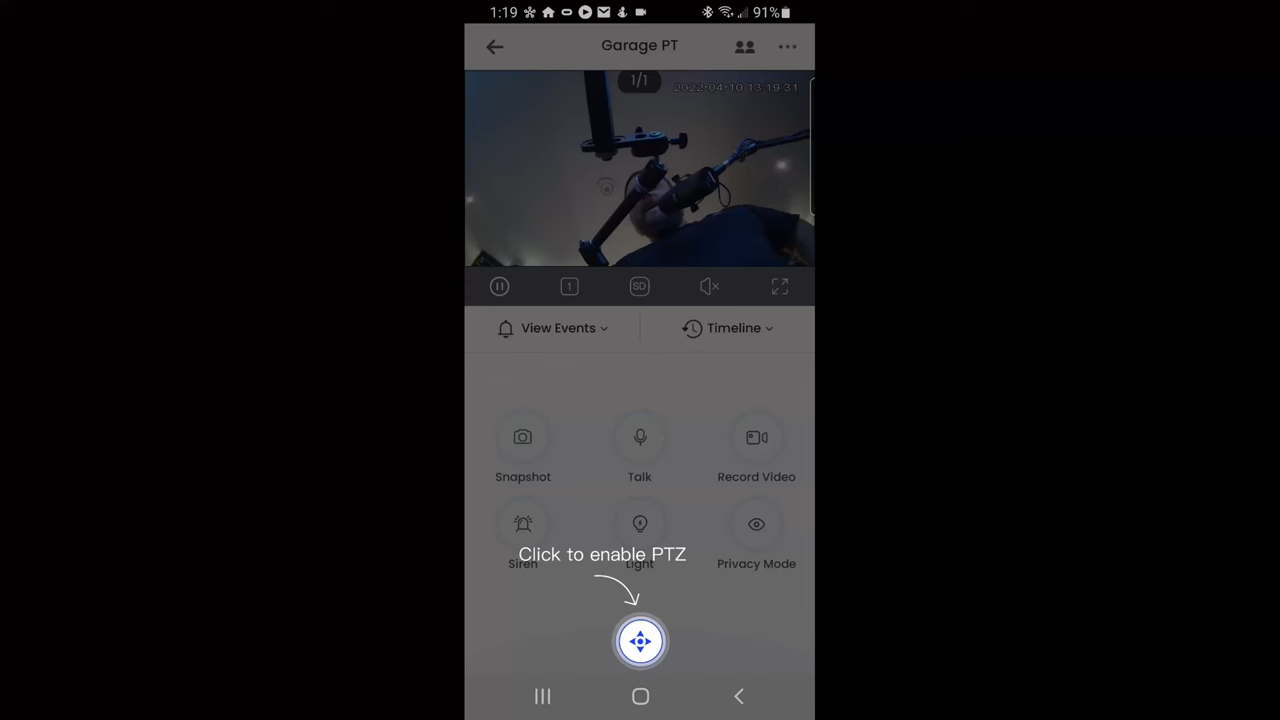 1:19
91%
Garage PT
1/1
2022-04-10 13:19:31
1
SD
View Events
Timeline
Snapshot
Talk
Record Video
Click to enable PTZ
Siren
Light
Privacy Mode